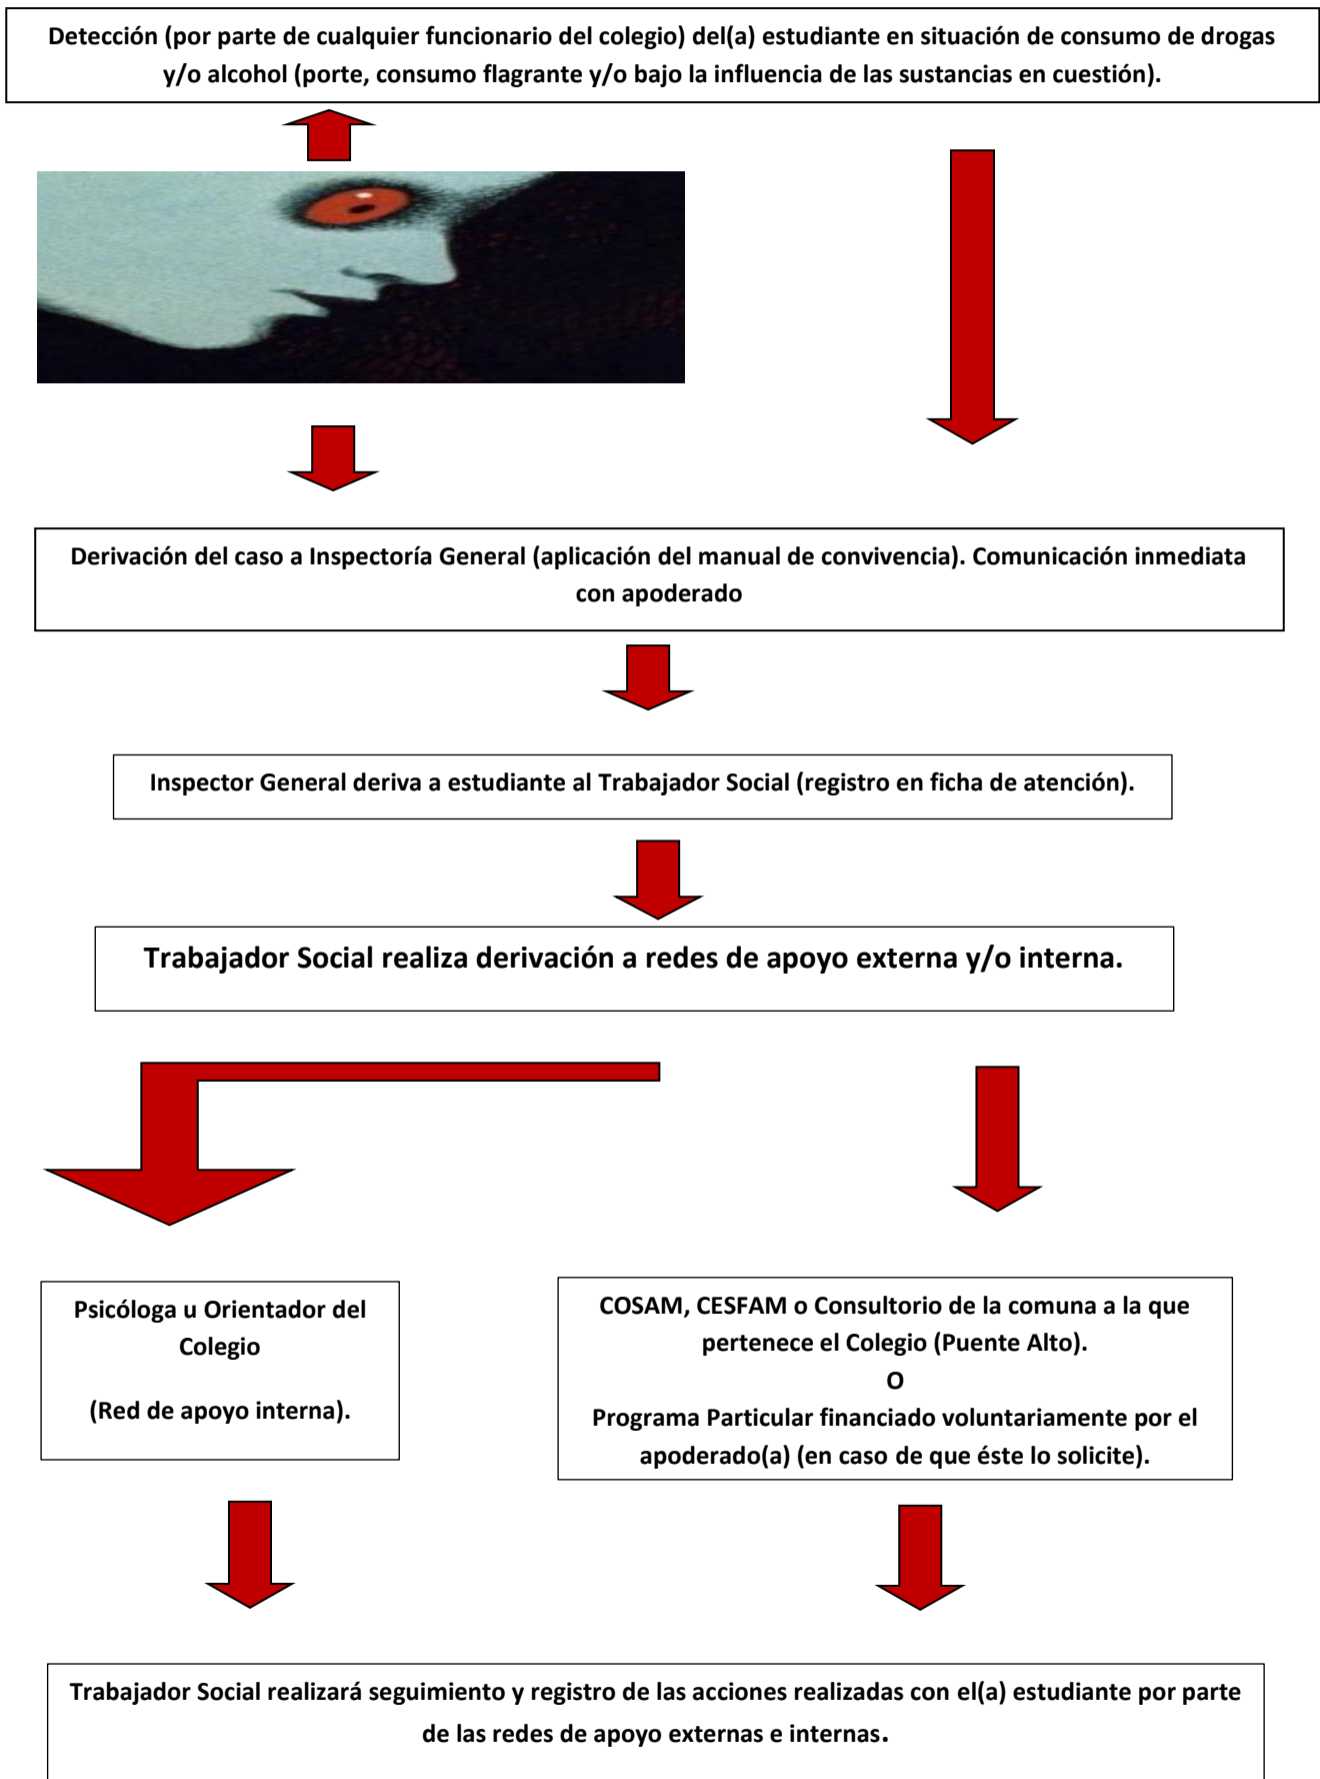 Detección (por parte de cualquier funcionario del colegio) del(a) estudiante en situación de consumo de drogas
y/o alcohol (porte, consumo flagrante y/o bajo la influencia de las sustancias en cuestión).
Derivación del caso a Inspectoría General (aplicación del manual de convivencia). Comunicación inmediata
con apoderado
Inspector General deriva a estudiante al Trabajador Social (registro en ficha de atención).
Trabajador Social realiza derivación a redes de apoyo externa y/o interna.
Psicóloga u Orientador del
Colegio
(Red de apoyo interna).
COSAM, CESFAM o Consultorio de la comuna a la que
pertenece el Colegio (Puente Alto).
O
Programa Particular financiado voluntariamente por el
apoderado(a) (en caso de que éste lo solicite).
Trabajador Social realizará seguimiento y registro de las acciones realizadas con el(a) estudiante por parte
de las redes de apoyo externas e internas.